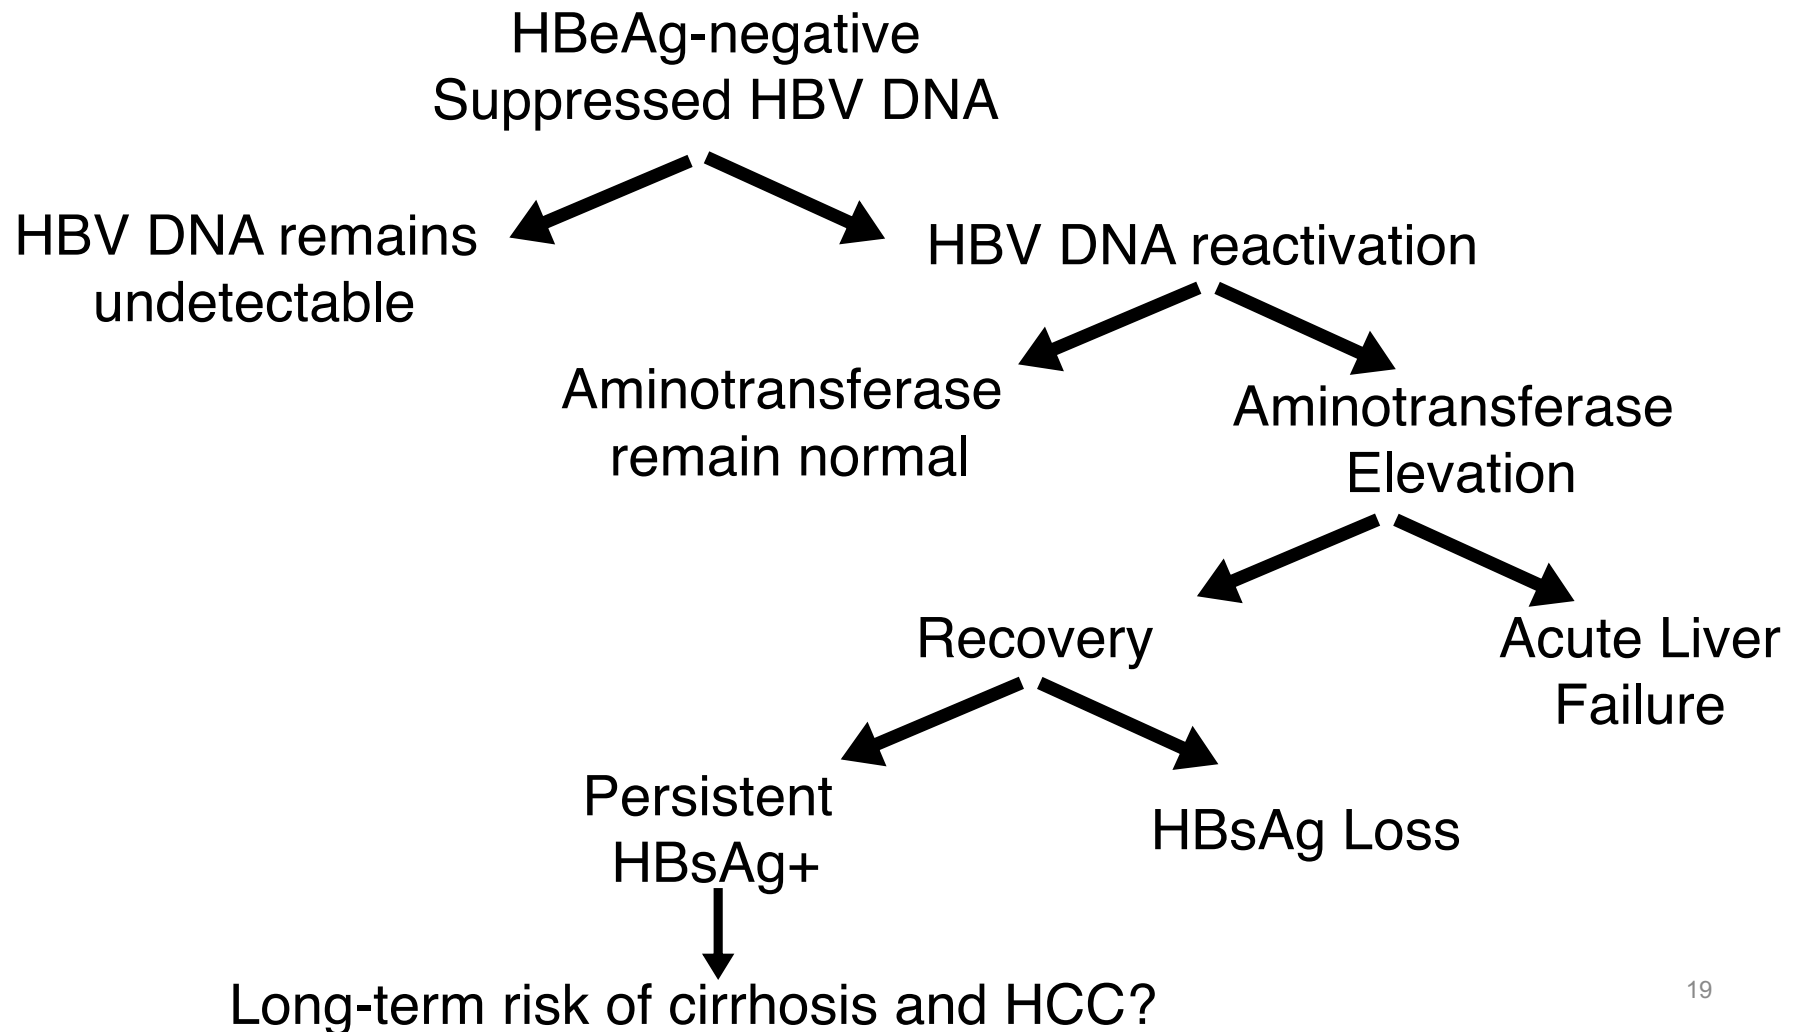 HBeAg-negative
Suppressed HBV DNA
HBV DNA remains
undetectable
HBV DNA reactivation
Aminotransferase
remain normal
Aminotransferase
Elevation
Recovery
Acute Liver
Failure
Persistent
HBsAg+
HBsAg Loss
Long-term risk of cirrhosis and HCC?
19